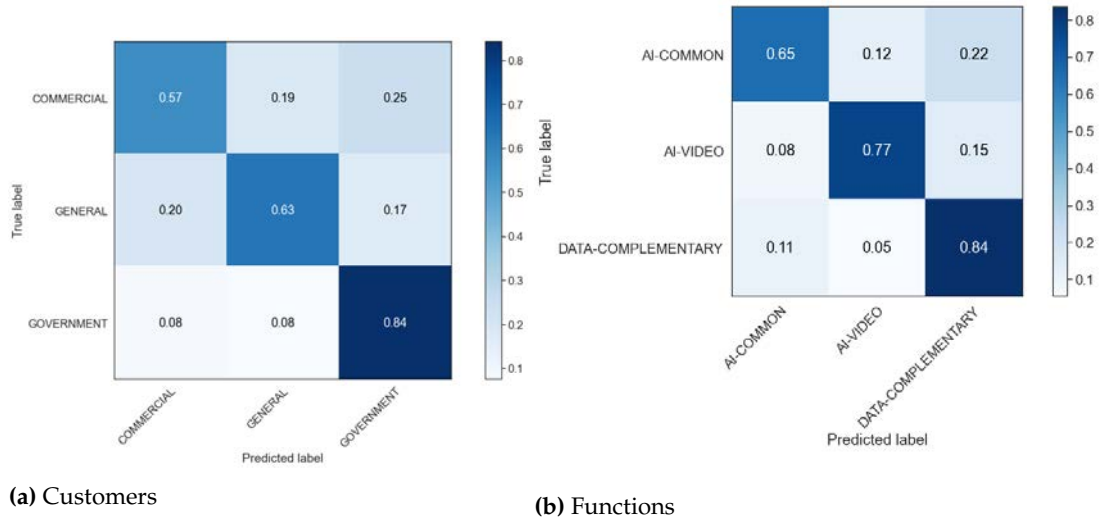 COMMERCIAL 0.57 0.19 0.25
GENERAL 0.20 0.63 0.17
GOVERNMENT 0.08 0.08 0.84
True label
COMMERCIAL GENERAL GOVERNMENT
Predicted label
0.8
0.7
0.6
0.5
0.4
0.3
0.2
0.1
(a) Customers
AI-COMMON 0.65 0.12 0.22
AI-VIDEO 0.08 0.77 0.15
DATA-COMPLEMENTARY 0.11 0.05 0.84
True label
AI-COMMON AI-VIDEO DATA-COMPLEMENTARY
Predicted label
0.8
0.7
0.6
0.5
0.4
0.3
0.2
0.1
(b) Functions